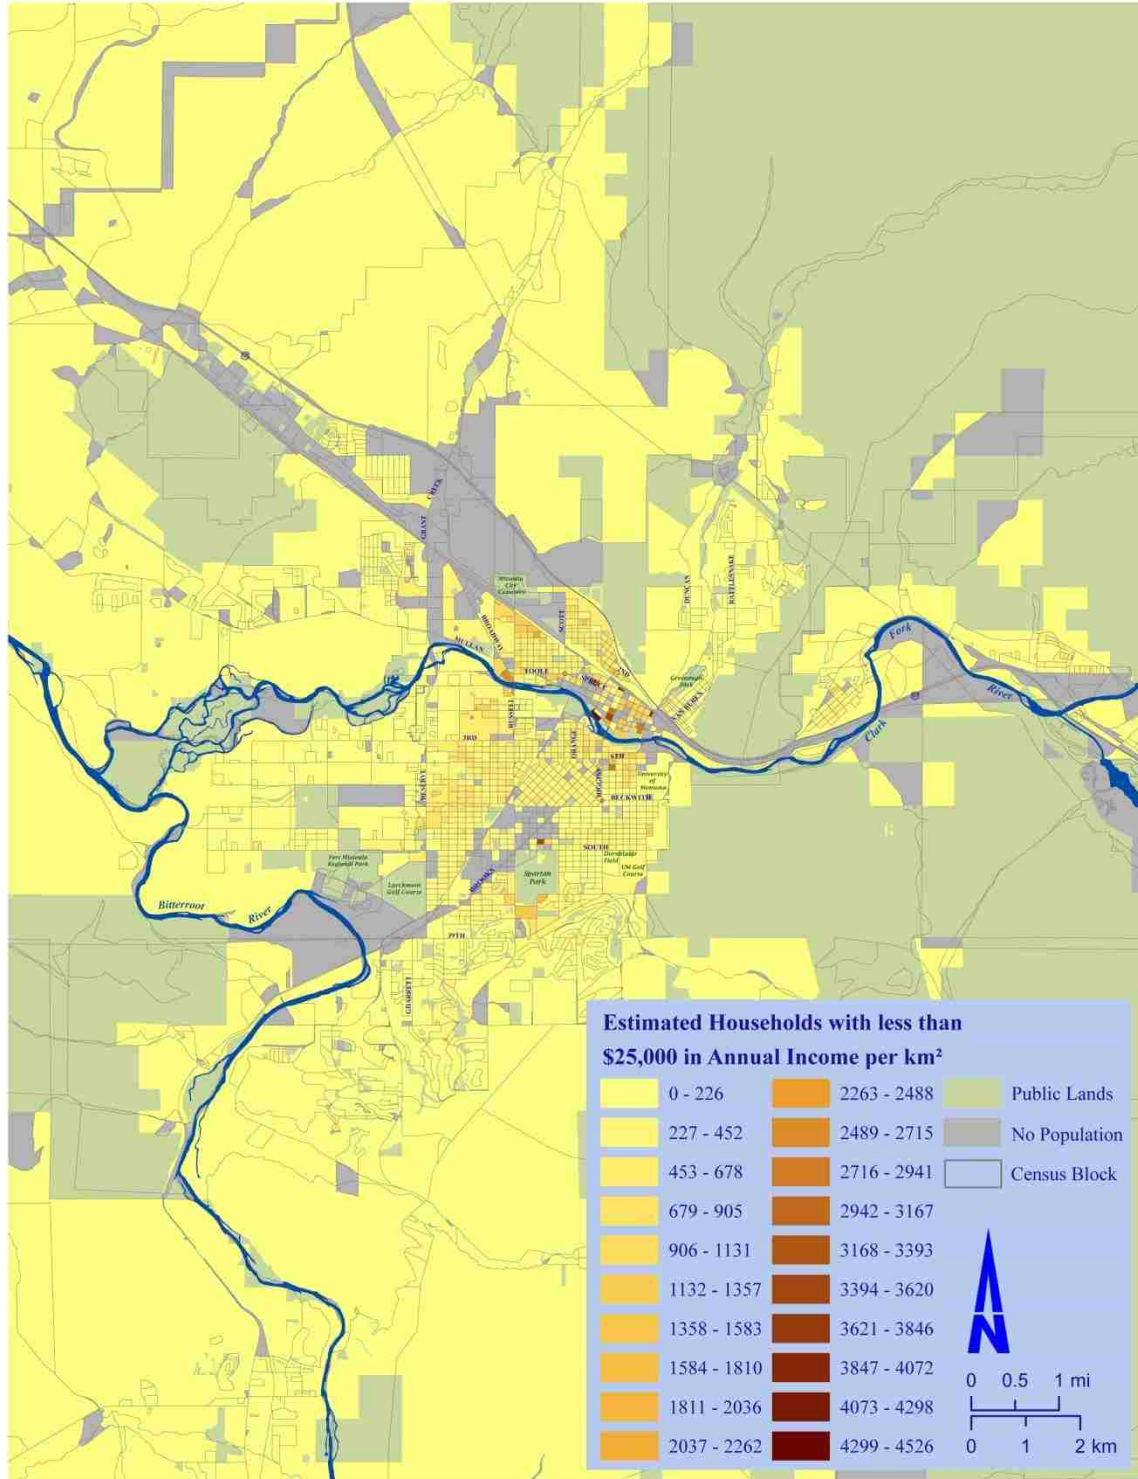 CREEK
GRANT
Missoula
City
Cemetery
SCOTT
DUNCAN
RATTLESNAKE
BROADWAY
MULLAN
TOOLE
SPRUCE
2ND
Greenough
Park
VAN BUREN
Fork
River
Clark
RUSSELL
3RD
ORANGE
6TH
HIGGINS
University
of
Montana
BECKWITH
RESERVE
SOUTH
Dornblaser
Field
UM Golf
Course
Fort Missoula
Regional Park
Larchmont
Golf Course
BROOKS
Spartan
Park
Bitterroot
River
39TH
GHARRETT
Estimated Households with less than
$25,000 in Annual Income per km²
0 - 226
227 - 452
453 - 678
679 - 905
906 - 1131
1132 - 1357
1358 - 1583
1584 - 1810
1811 - 2036
2037 - 2262
2263 - 2488
2489 - 2715
2716 - 2941
2942 - 3167
3168 - 3393
3394 - 3620
3621 - 3846
3847 - 4072
4073 - 4298
4299 - 4526
Public Lands
No Population
Census Block
N
0 0.5 1 mi
0 1 2 km